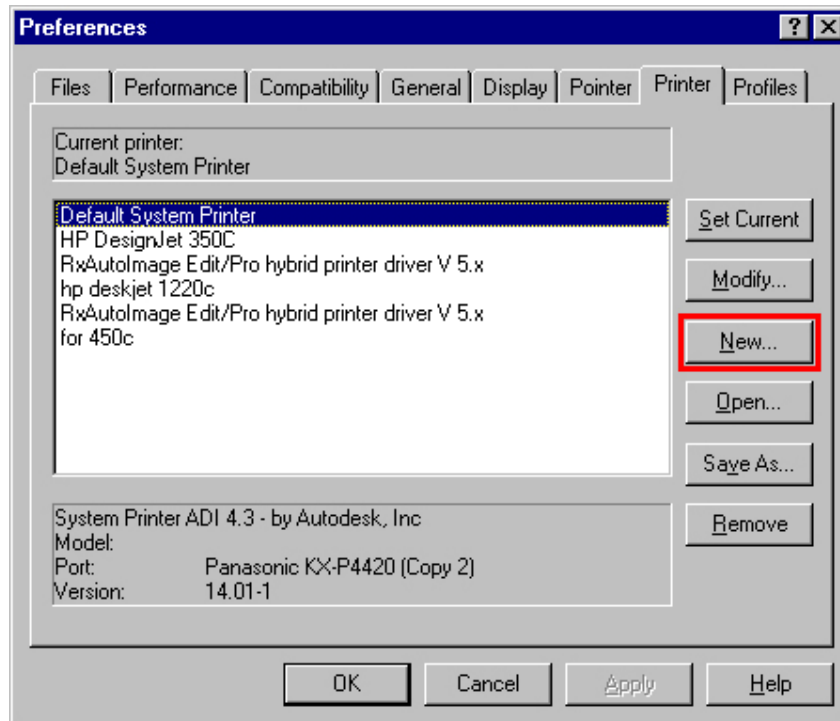 Preferences
Files Performance Compatibility General Display Pointer Printer Profiles
Current printer:
Default System Printer
Default System Printer
HP DesignJet 350C
RxAutoImage Edit/Pro hybrid printer driver V 5.x
hp deskjet 1220c
RxAutoImage Edit/Pro hybrid printer driver V 5.x
for 450c
Set Current
Modify...
New...
Open...
Save As...
Remove
System Printer ADI 4.3 - by Autodesk, Inc
Model:
Port: Panasonic KX-P4420 (Copy 2)
Version: 14.01-1
OK Cancel Apply Help